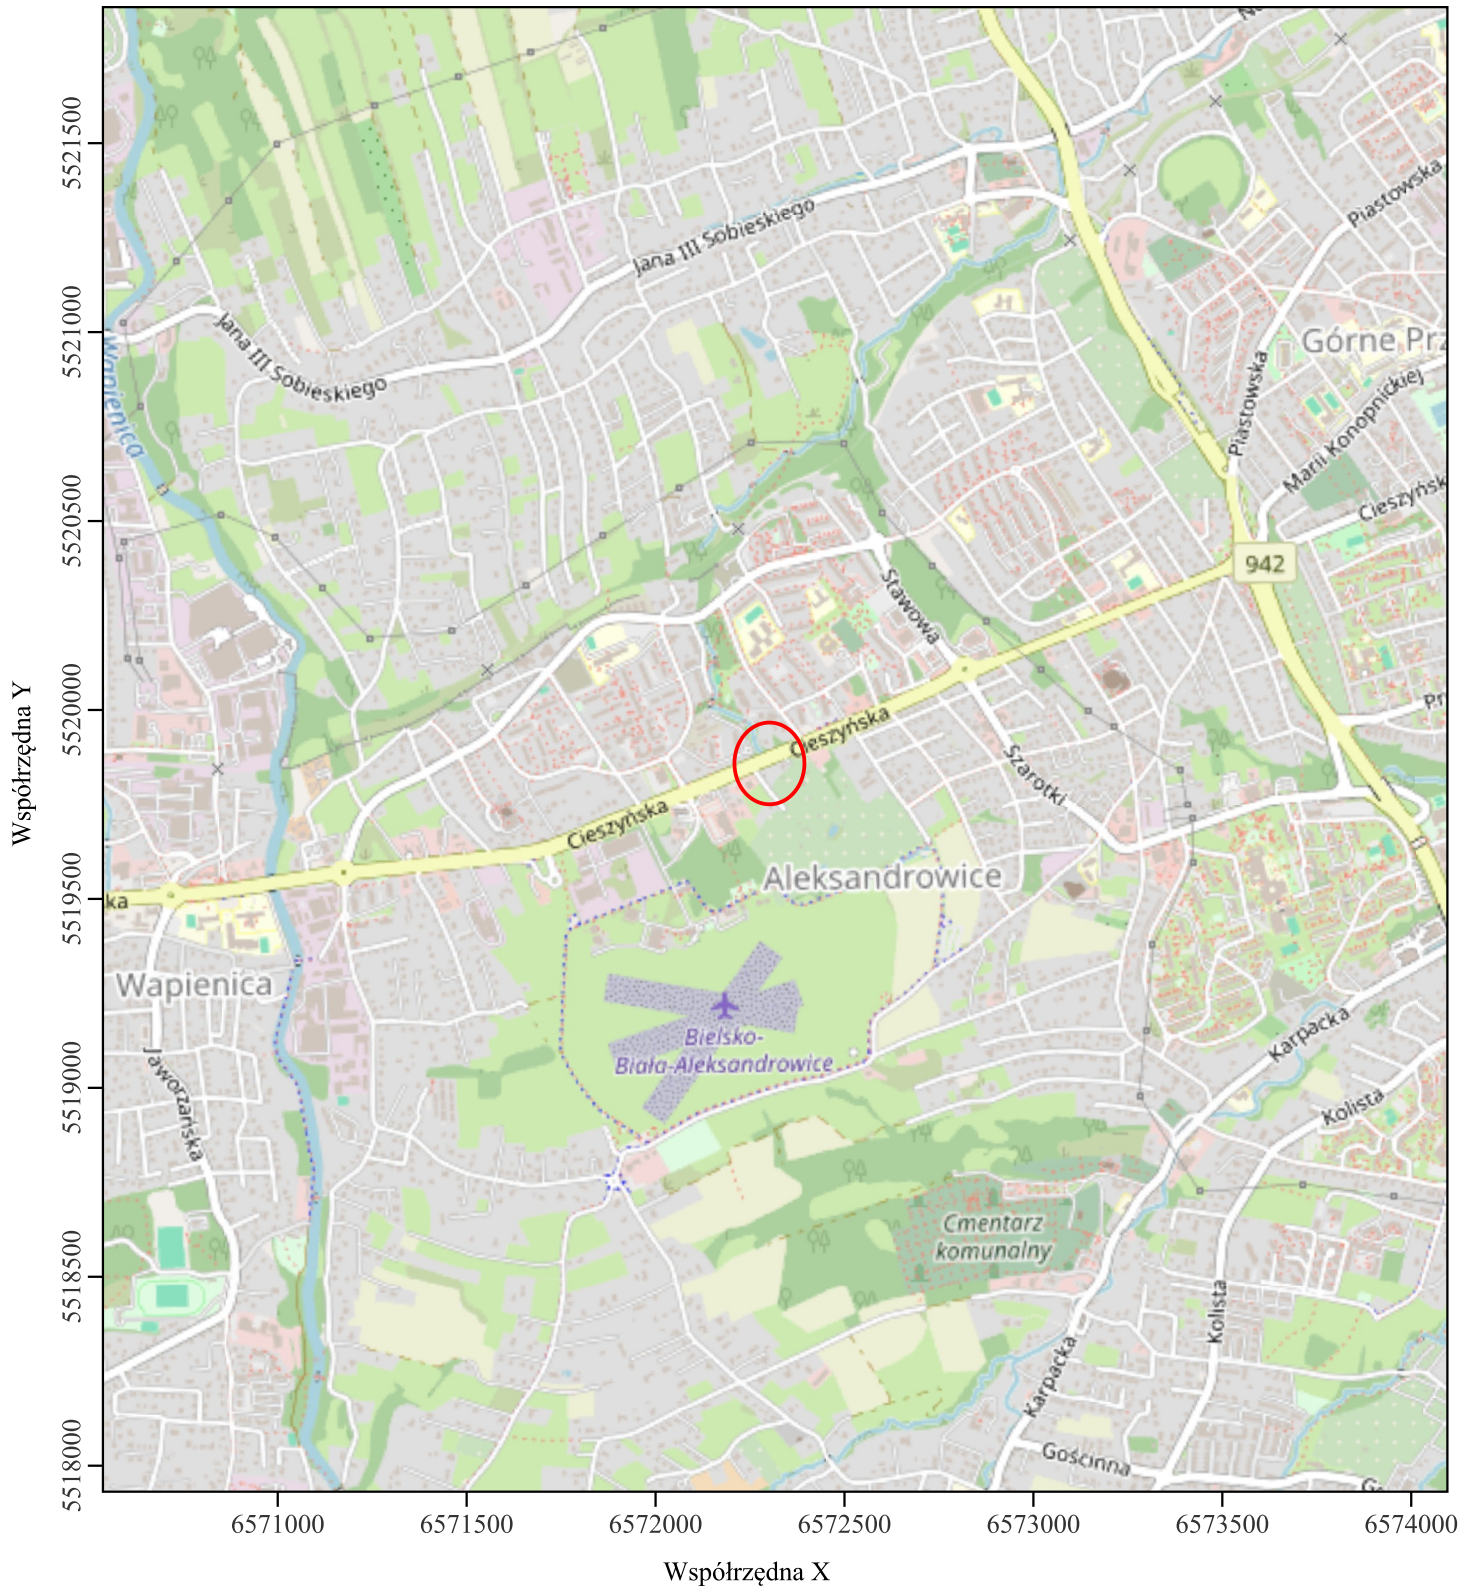 Jana III Sobieskiego
Piastowska
Jana III Sobieskiego
Wapienica
Górne Prz
Piastowska
Marii Konopnickiej
Cieszyńsk
942
Stawowa
Cieszyńska
Szarotki
Pr
Cieszyńska
Aleksandrowice
ka
Wapienica
Bielsko-
Biała-Aleksandrowice
Karpacka
Jaworzańska
Kolista
Cmentarz
komunalny
Kolista
Karpacka
Gościnna
5521500
5521000
5520500
5520000
5519500
5519000
5518500
5518000
Współrzędna Y
6571000 6571500 6572000 6572500 6573000 6573500 6574000
Współrzędna X